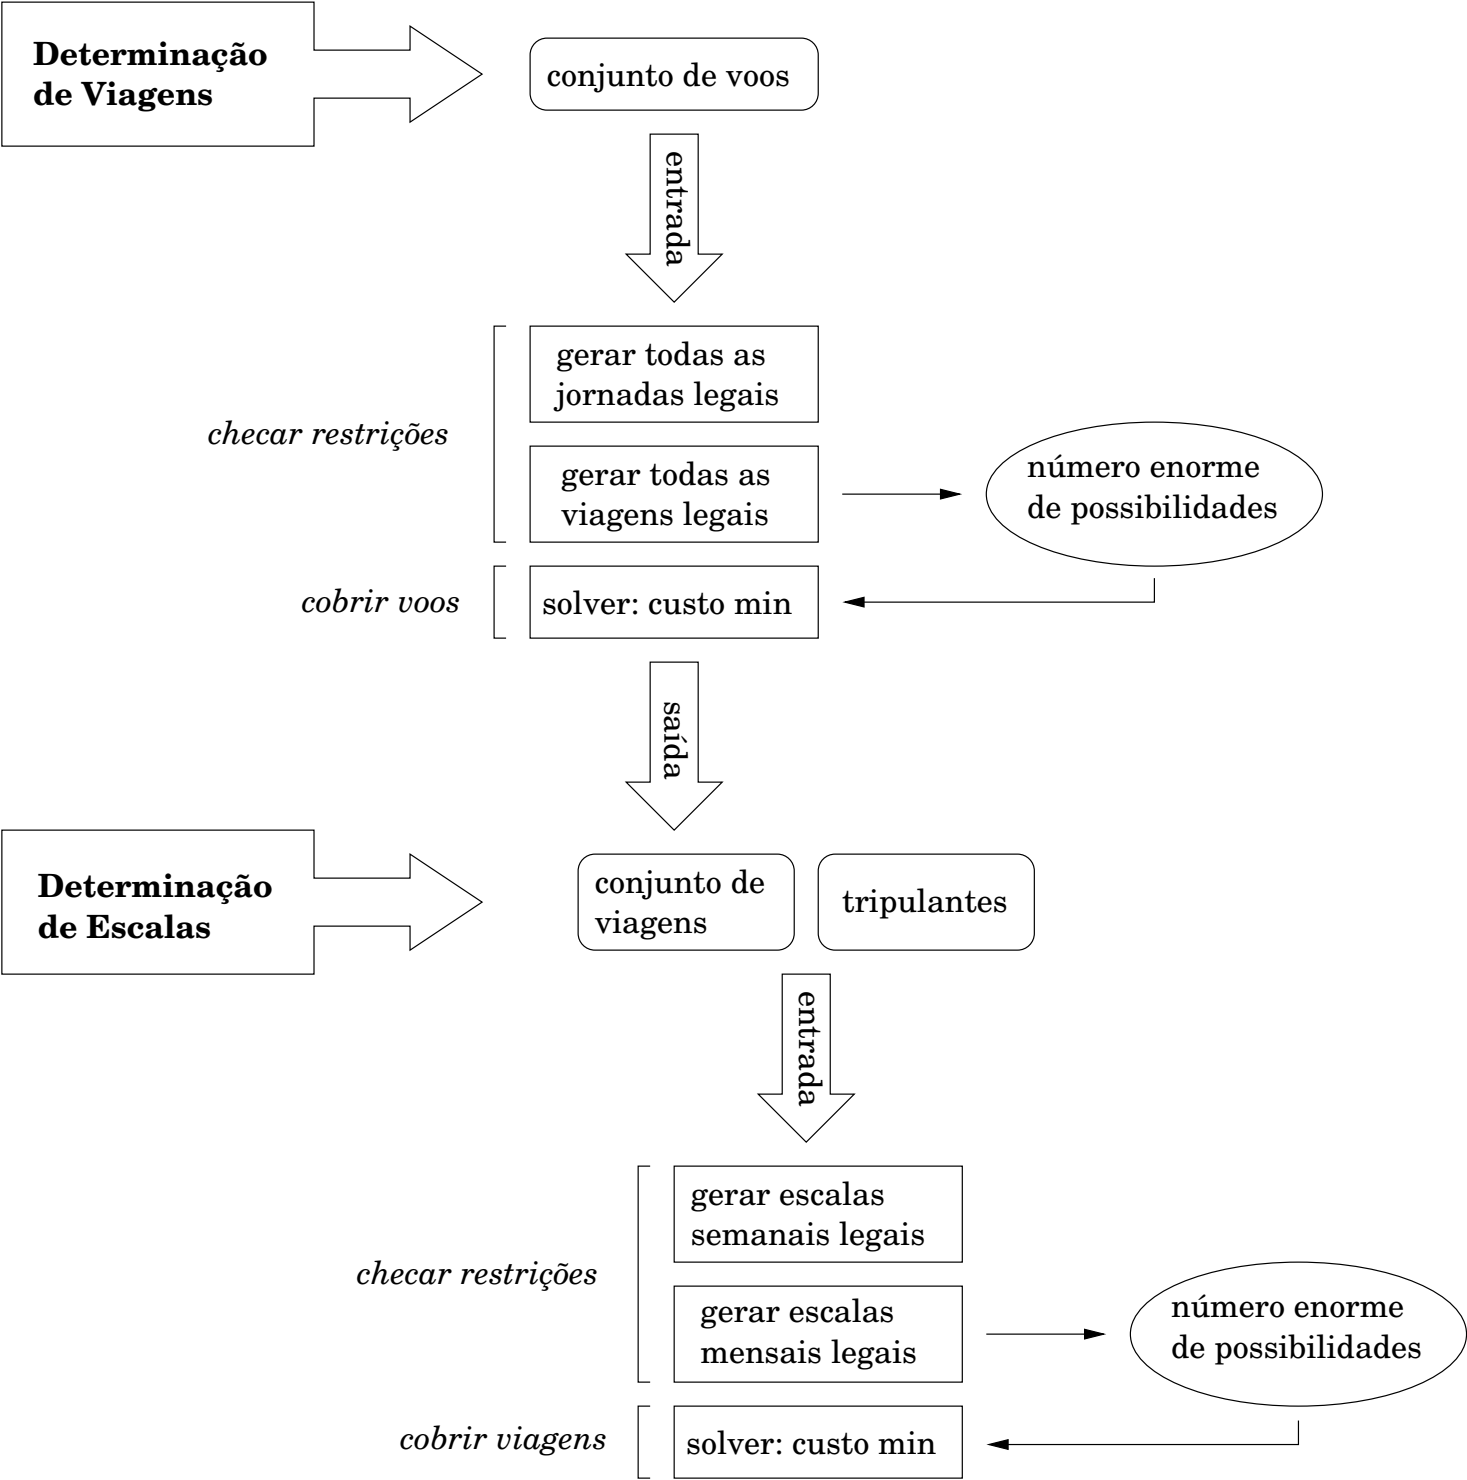 Determinação
de Viagens
conjunto de voos
entrada
gerar todas as
jornadas legais
checar restrições
gerar todas as
viagens legais
número enorme
de possibilidades
cobrir voos
solver: custo min
saída
Determinação
de Escalas
conjunto de
viagens
tripulantes
entrada
gerar escalas
semanais legais
checar restrições
gerar escalas
mensais legais
número enorme
de possibilidades
cobrir viagens
solver: custo min